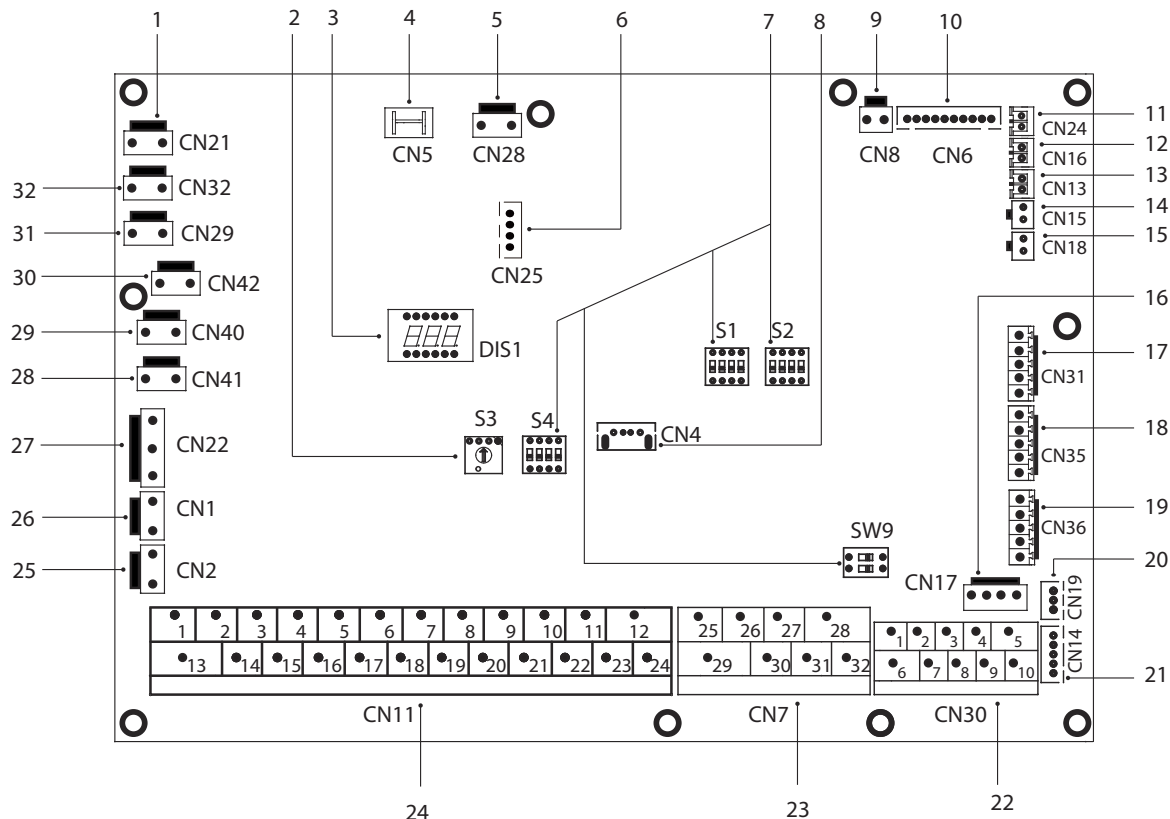 1 2 3 4 5 6 7 8 9 10
CN21
CN5
CN28
CN8
CN6
CN24
11
CN16
12
CN13
13
CN15
14
CN18
15
32
CN32
31
CN29
30
CN42
CN25
16
29
CN40
DIS1
S1
S2
28
CN41
CN31
17
27
CN22
S3
S4
CN4
CN35
18
26
CN1
CN36
19
25
CN2
SW9
CN17
CN19
20
1 2 3 4 5 6 7 8 9 10 11 12
13 14 15 16 17 18 19 20 21 22 23 24
CN11
25 26 27 28
29 30 31 32
CN7
1 2 3 4 5
6 7 8 9 10
CN30
CN14
21
24
23
22